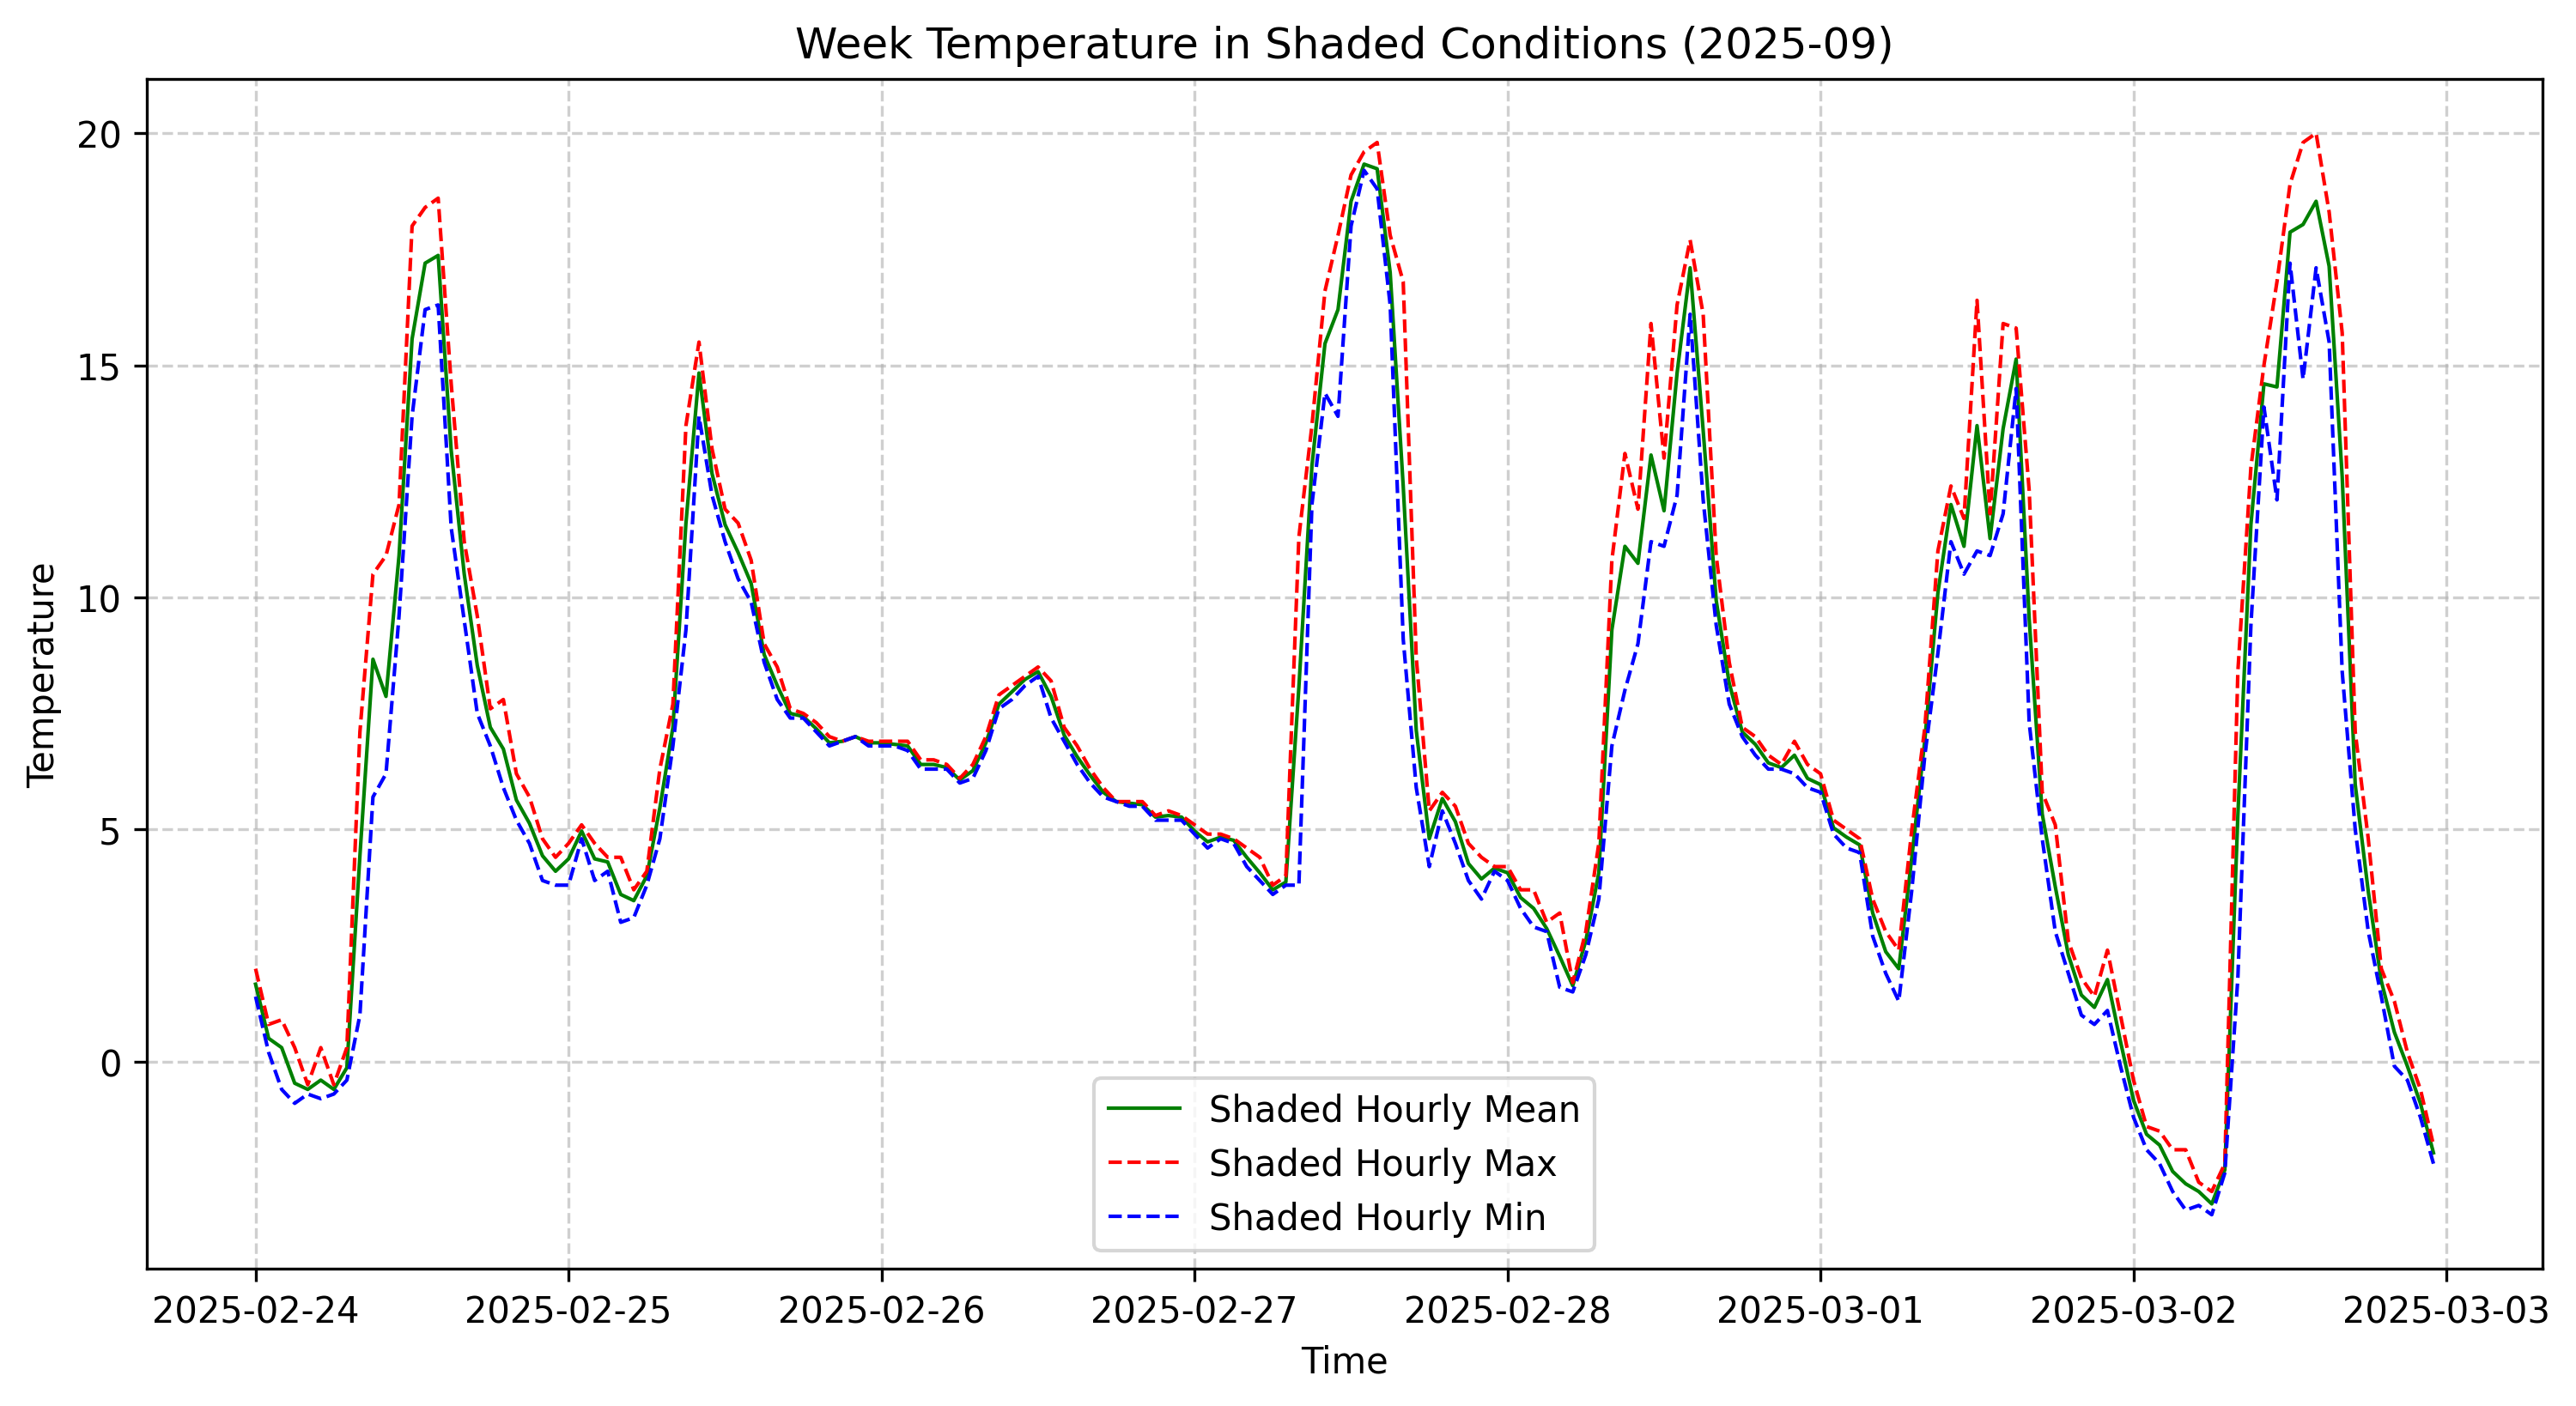 Week Temperature in Shaded Conditions (2025-09)
20
15
10
5
0
Temperature
Shaded Hourly Mean
Shaded Hourly Max
Shaded Hourly Min
2025-02-24 2025-02-25 2025-02-26 2025-02-27 2025-02-28 2025-03-01 2025-03-02 2025-03-03
Time